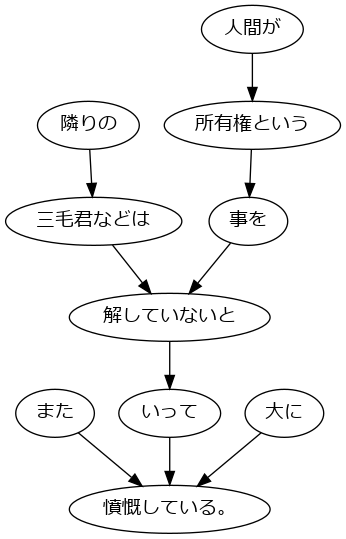 人間が
隣りの
所有権という
三毛君などは
事を
解していないと
また
いって
大に
憤慨している。